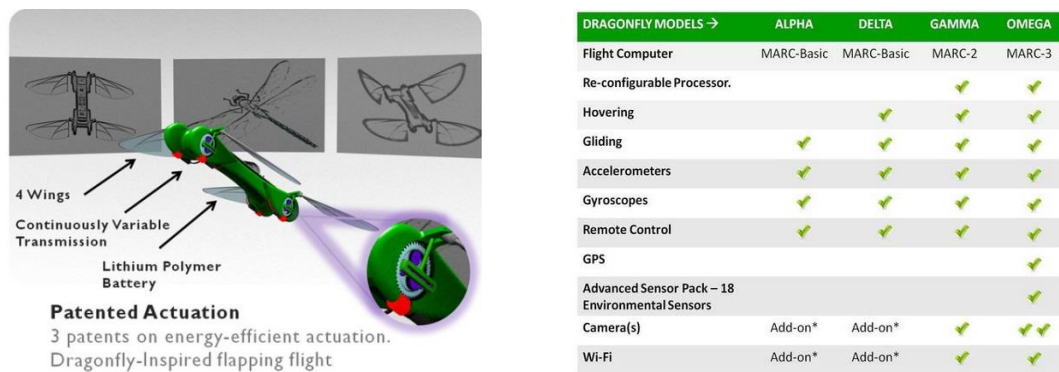 4 Wings
Continuously Variable
Transmission
Lithium Polymer
Battery
Patented Actuation
3 patents on energy-efficient actuation.
Dragonfly-Inspired flapping flight
DRAGONFLY MODELS → ALPHA DELTA GAMMA OMEGA
Flight Computer MARC-Basic MARC-Basic MARC-2 MARC-3
Re-configurable Processor.
Hovering
Gliding
Accelerometers
Gyroscopes
Remote Control
GPS
Advanced Sensor Pack – 18
Environmental Sensors
Camera(s) Add-on* Add-on*
Wi-Fi Add-on* Add-on*